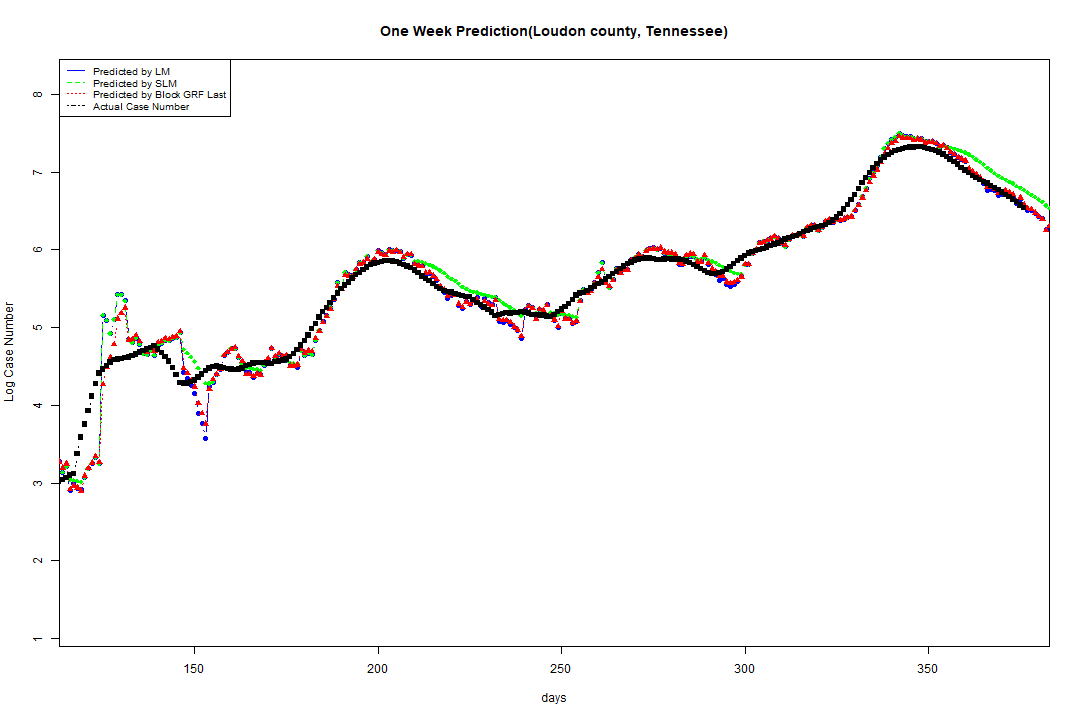 One Week Prediction(Loudon county, Tennessee)
Predicted by LM
Predicted by SLM
Predicted by Block GRF Last
Actual Case Number
Log Case Number
8
7
6
5
4
3
2
1
150 200 250 300 350
days